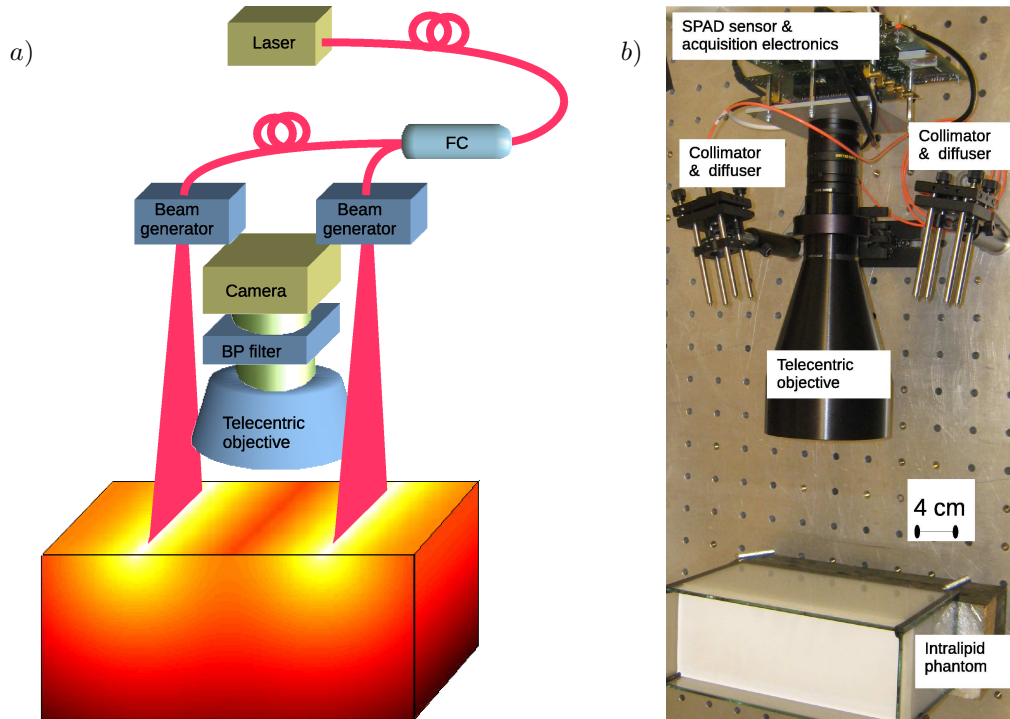 a)
Laser
FC
Beam
generator
Beam
generator
Camera
BP filter
Telecentric
objective
b)
SPAD sensor &
acquisition electronics
Collimator
& diffuser
Collimator
& diffuser
Telecentric
objective
4 cm
Intralipid
phantom